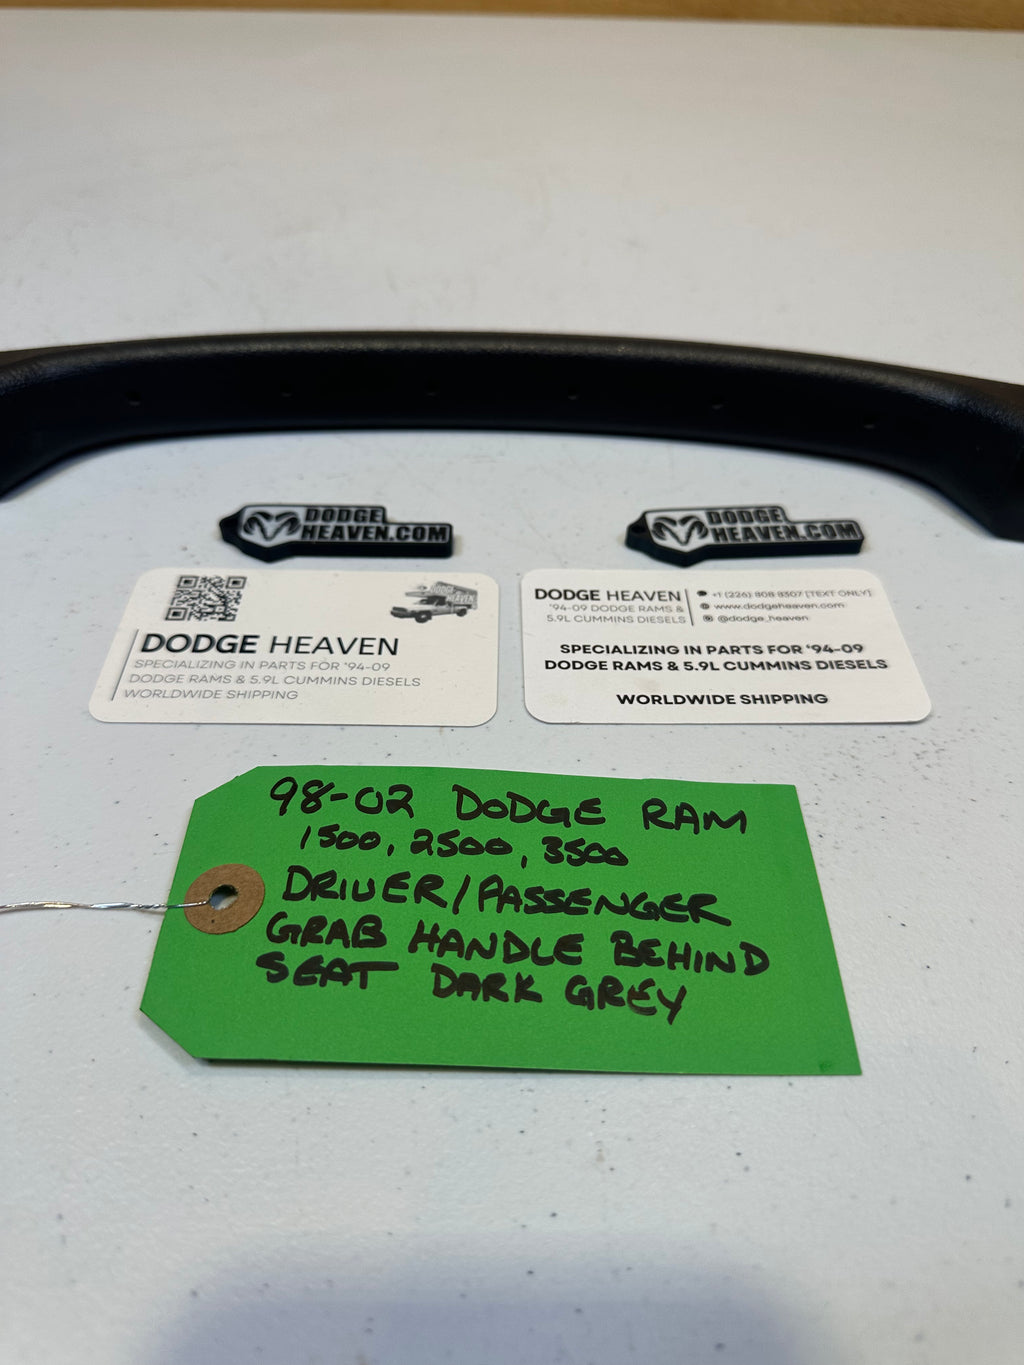 DODGE
HEAVEN.COM
DODGE
HEAVEN.COM
DODGE
HEAVEN
DODGE HEAVEN
SPECIALIZING IN PARTS FOR '94-09
DODGE RAMS & 5.9L CUMMINS DIESELS
WORLDWIDE SHIPPING
DODGE HEAVEN
'94-09 DODGE RAMS &
5.9L CUMMINS DIESELS
+1 (226) 808 8307 [TEXT ONLY]
www.dodgeheaven.com
@dodge_heaven
SPECIALIZING IN PARTS FOR '94-09
DODGE RAMS & 5.9L CUMMINS DIESELS
WORLDWIDE SHIPPING
98-02 DODGE RAM
1500, 2500, 3500
DRIVER/PASSENGER
GRAB HANDLE BEHIND
SEAT DARK GREY